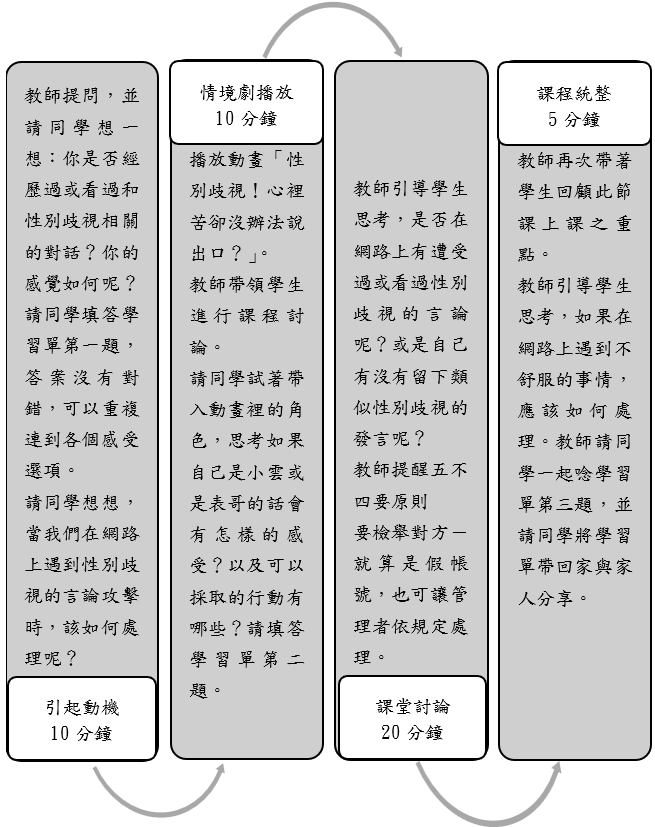 教師提問，並
請同學想一
想：你是否經
歷過或看過和
性別歧視相關
的對話？你的
感覺如何呢？
請同學填答學
習單第一題，
答案沒有對
錯，可以重複
連到各個感受
選項。
請同學想想，
當我們在網路
上遇到性別歧
視的言論攻擊
時，該如何處
理呢？
引起動機
10 分鐘
情境劇播放
10 分鐘
播放動畫「性
別歧視！心裡
苦卻沒辦法說
出口？」。
教師帶領學生
進行課程討
論。
請同學試著帶
入動畫裡的角
色，思考如果
自己是小雲或
是表哥的話會
有怎樣的感
受？以及可以
採取的行動有
哪些？請填答
學習單第二
題。
教師引導學生
思考，是否在
網路上有遭受
過或看過性別
歧視的言論
呢？或是自己
有沒有留下類
似性別歧視的
發言呢？
教師提醒五不
四要原則
要檢舉對方－
就算是假帳
號，也可讓管
理者依規定處
理。
課堂討論
20 分鐘
課程統整
5 分鐘
教師再次帶著
學生回顧此節
課上課之重
點。
教師引導學生
思考，如果在
網路上遇到不
舒服的事情，
應該如何處
理。教師請同
學一起唸學習
單第三題，並
請同學將學習
單帶回家與家
人分享。